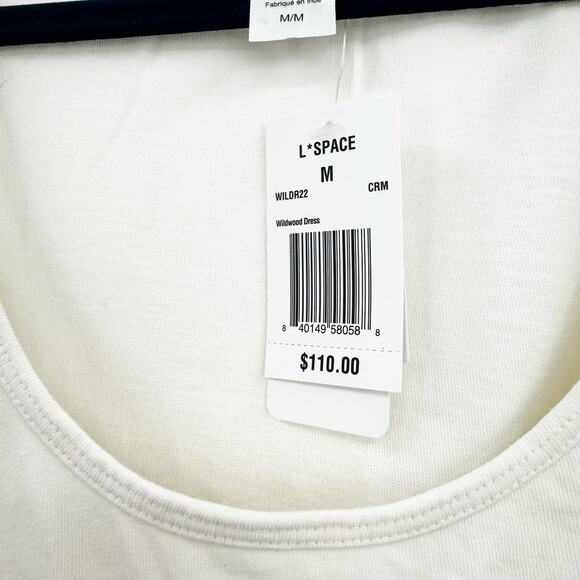 Fabriqué en Inde
M/M
L*SPACE
M
WILDR22 CRM
Wildwood Dress
8 40149 58058 8
$110.00